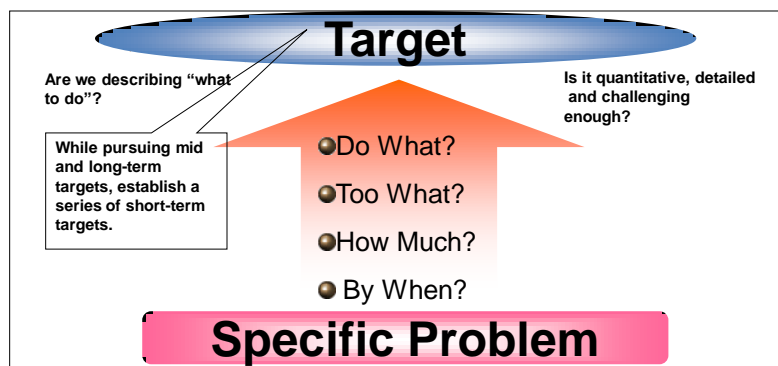 Target
Are we describing “what
to do”?
Is it quantitative, detailed
and challenging
enough?
While pursuing mid
and long-term
targets, establish a
series of short-term
targets.
Do What?
Too What?
How Much?
By When?
Specific Problem